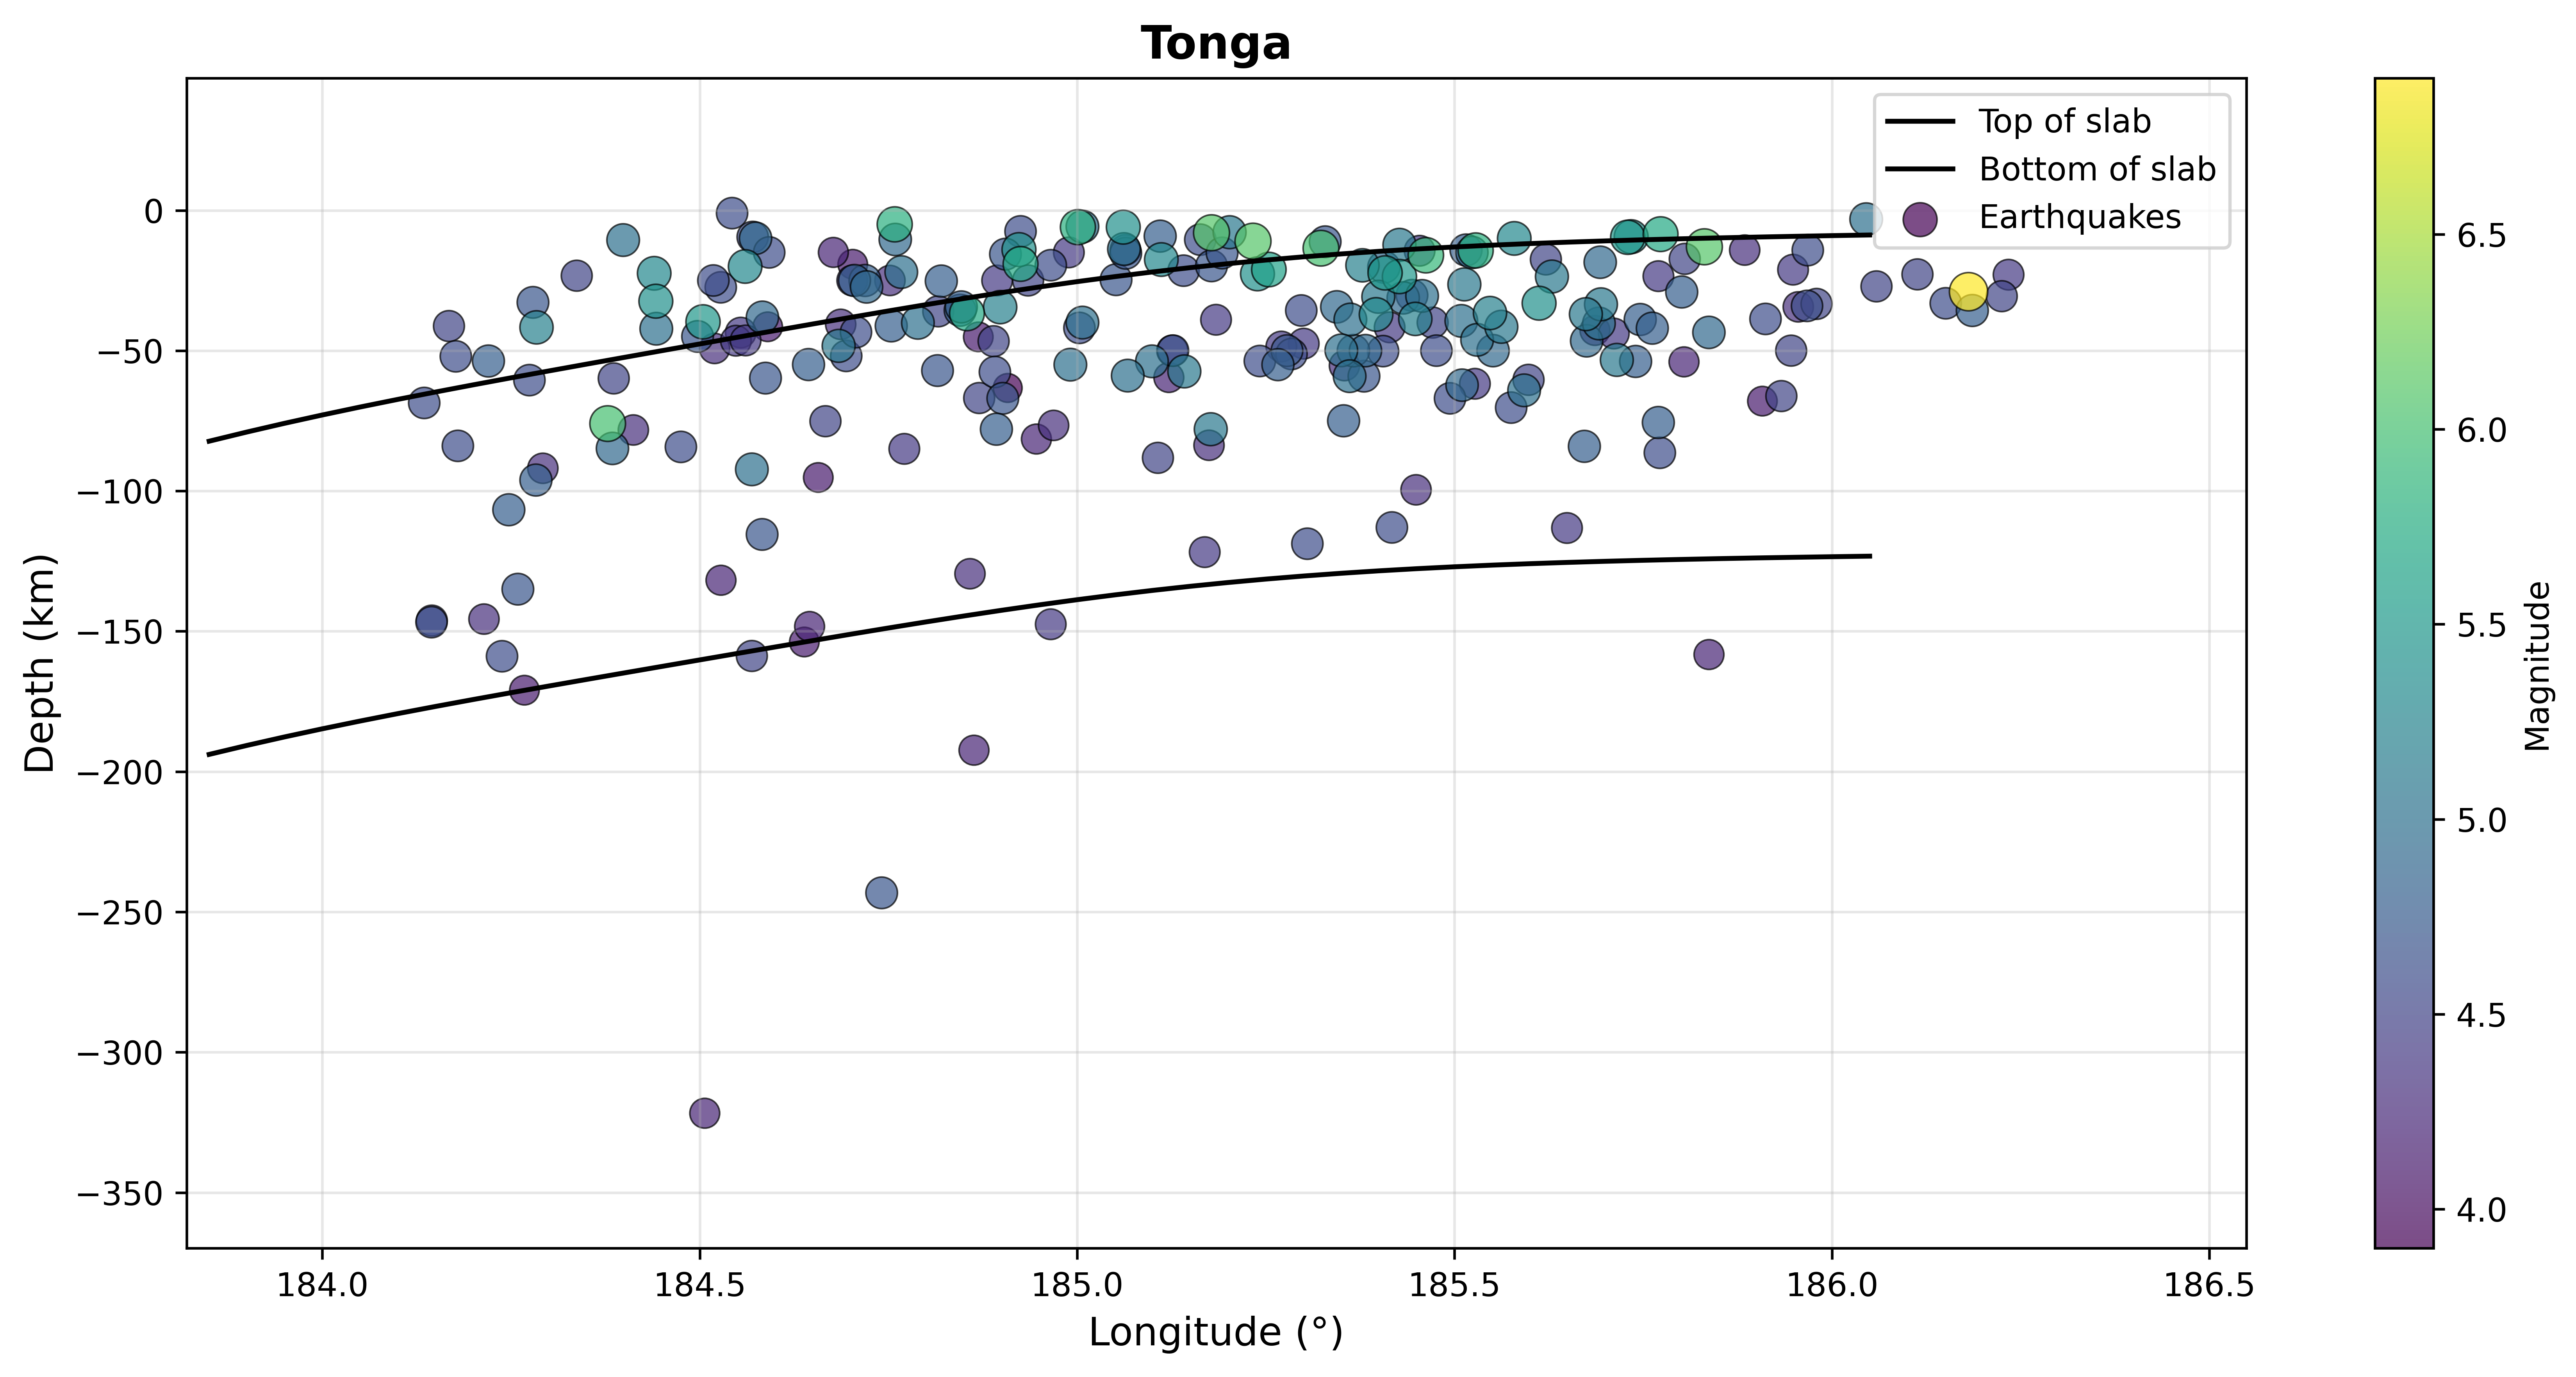 Tonga
Top of slab
Bottom of slab
Earthquakes
Depth (km)
0
−50
−100
−150
−200
−250
−300
−350
184.0 184.5 185.0 185.5 186.0 186.5
Longitude (°)
6.5
6.0
5.5
5.0
4.5
4.0
Magnitude